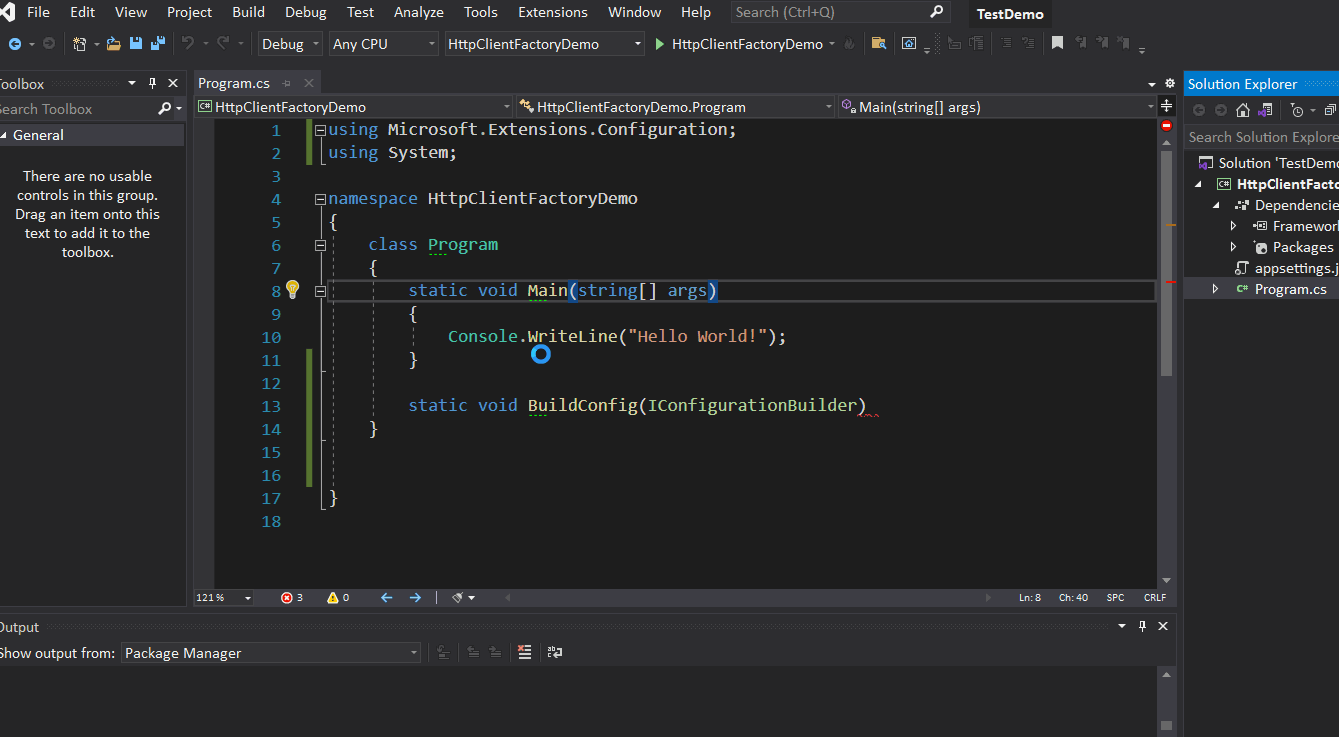 File Edit View Project Build Debug Test Analyze Tools Extensions Window Help Search (Ctrl+Q) TestDemo
Debug Any CPU HttpClientFactoryDemo HttpClientFactoryDemo
oolbox
earch Toolbox
General
There are no usable
controls in this group.
Drag an item onto this
text to add it to the
toolbox.
Program.cs
C# HttpClientFactoryDemo HttpClientFactoryDemo.Program Main(string[] args)
1 using Microsoft.Extensions.Configuration;
2 using System;
3
4 namespace HttpClientFactoryDemo
5 {
6 class Program
7 {
8 static void Main(string[] args)
9 {
10 Console.WriteLine("Hello World!");
11 }
12
13 static void BuildConfig(IConfigurationBuilder)
14 }
15
16
17 }
18
121 % 3 0 Ln: 8 Ch: 40 SPC CRLF
Output
how output from: Package Manager
Solution Explorer
Search Solution Explore
Solution 'TestDemo
C# HttpClientFacto
Dependencie
Framewor
Packages
appsettings.j
C# Program.cs